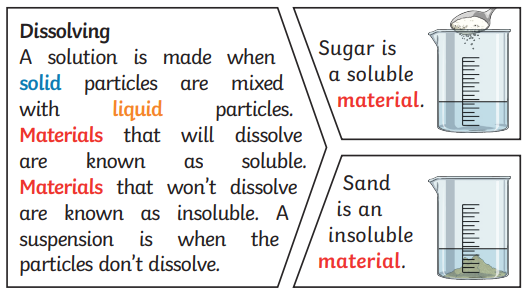 Dissolving
A solution is made when
solid particles are mixed
with liquid particles.
Materials that will dissolve
are known as soluble.
Materials that won't dissolve
are known as insoluble. A
suspension is when the
particles don't dissolve.
Sugar is
a soluble
material.
Sand
is an
insoluble
material.